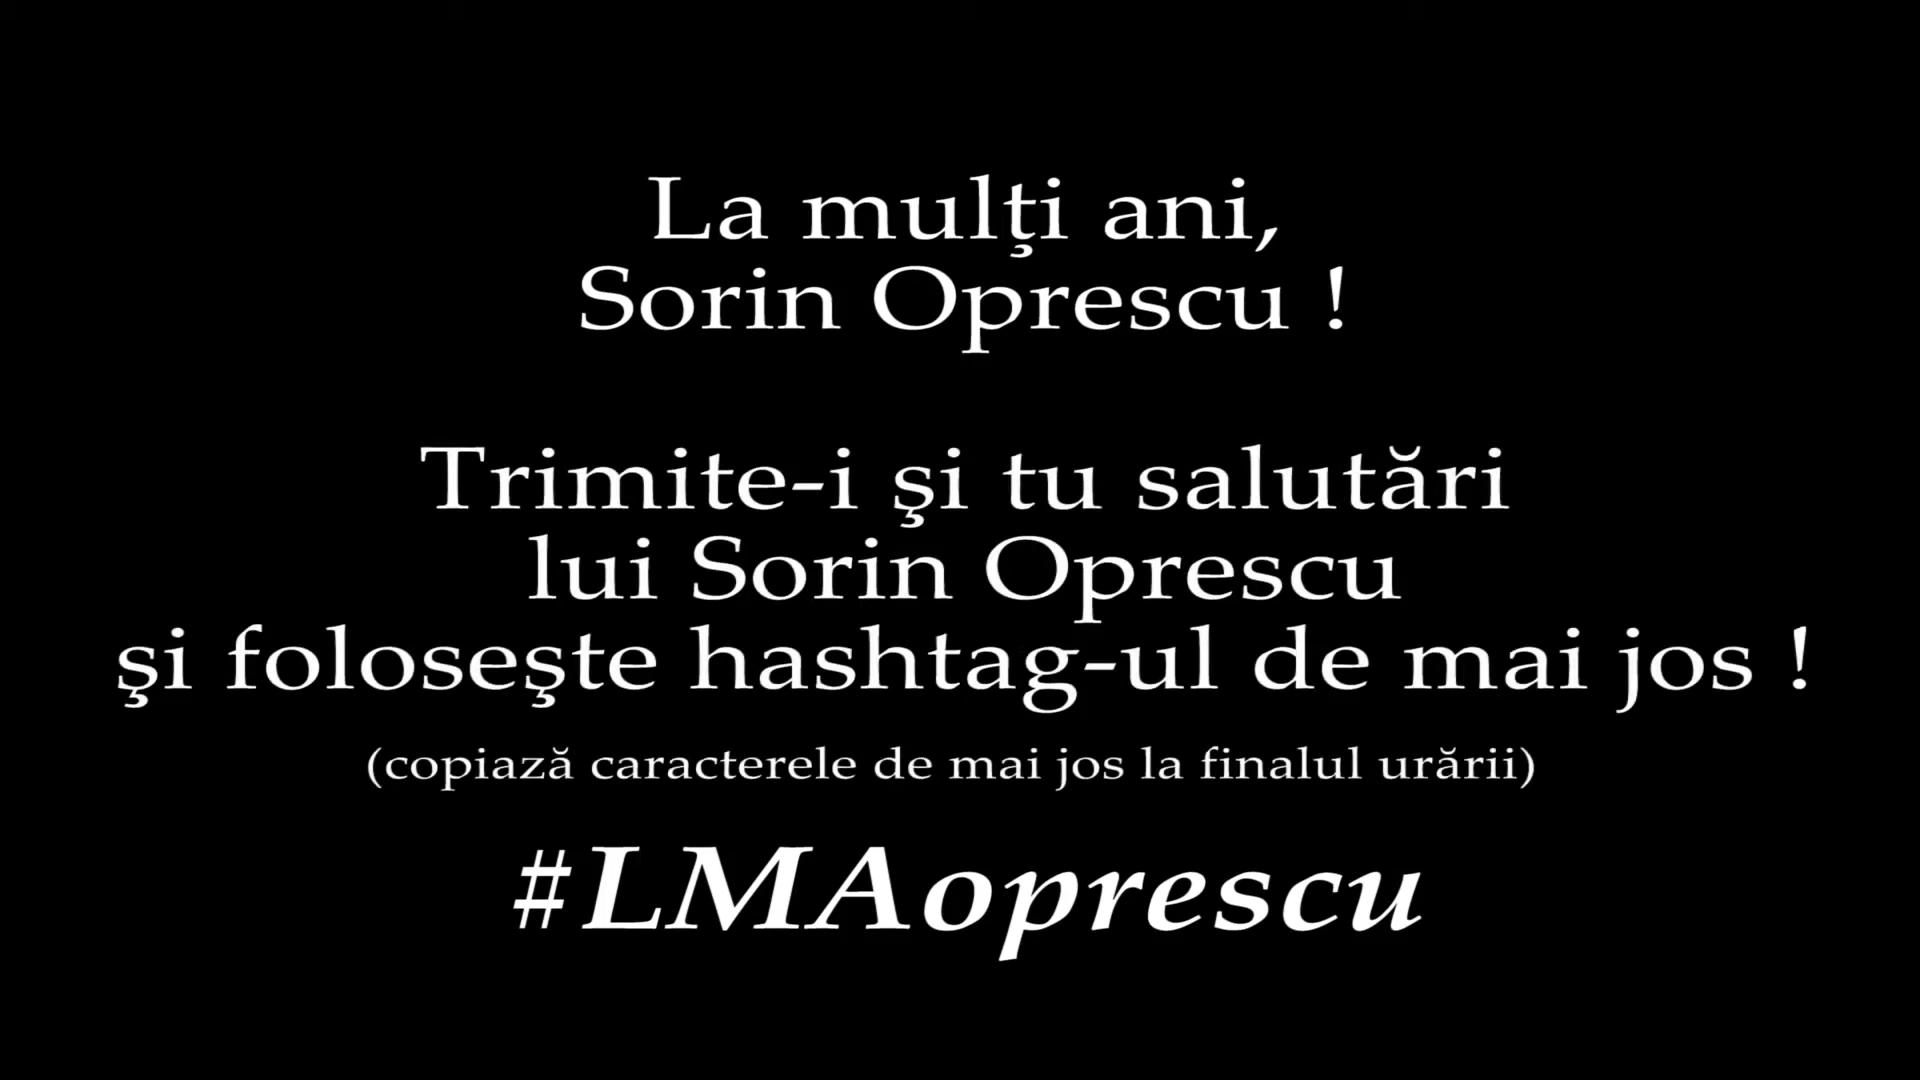 La mulţi ani,
Sorin Oprescu !
Trimite-i şi tu salutări
lui Sorin Oprescu
şi foloseşte hashtag-ul de mai jos !
(copiază caracterele de mai jos la finalul urării)
#LMAoprescu